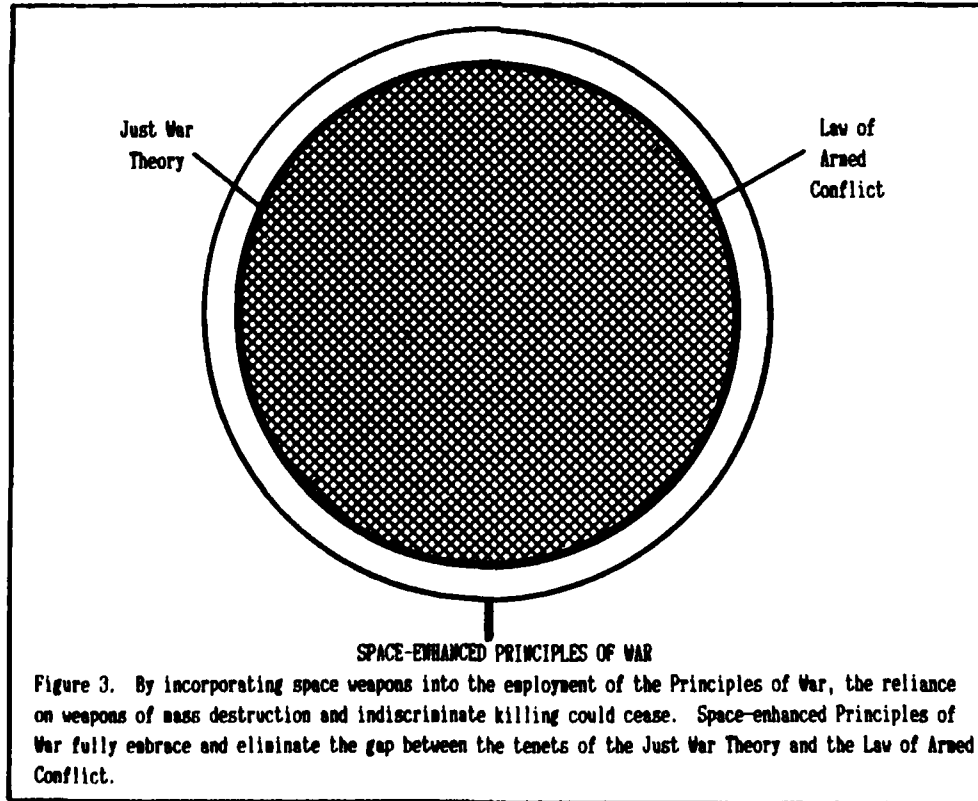 Just War
Theory
Law of
Armed
Conflict
SPACE-ENHANCED PRINCIPLES OF WAR
Figure 3. By incorporating space weapons into the employment of the Principles of War, the reliance
on weapons of mass destruction and indiscriminate killing could cease. Space-enhanced Principles of
War fully embrace and eliminate the gap between the tenets of the Just War Theory and the Law of Armed
Conflict.